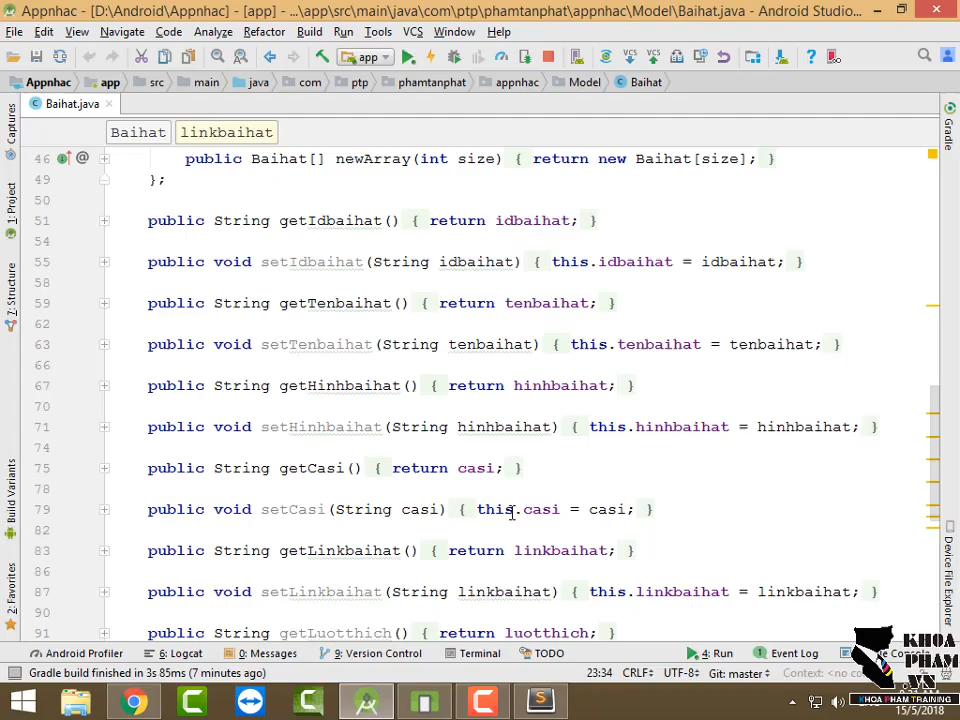 Appnhac - [D:\Android\Appnhac] - [app] - ...\app\src\main\java\com\ptp\phamtanphat\appnhac\Model\Baihat.java - Android Studio...
File Edit View Navigate Code Analyze Refactor Build Run Tools VCS Window Help
app
Appnhac app src main java com ptp phamtanphat appnhac Model Baihat
Baihat.java
Baihat linkbaihat
46 public Baihat[] newArray(int size) { return new Baihat[size]; }
49 };
50
51 public String getIdbaihat() { return idbaihat; }
54
55 public void setIdbaihat(String idbaihat) { this.idbaihat = idbaihat; }
58
59 public String getTenbaihat() { return tenbaihat; }
62
63 public void setTenbaihat(String tenbaihat) { this.tenbaihat = tenbaihat; }
66
67 public String getHinhbaihat() { return hinhbaihat; }
70
71 public void setHinhbaihat(String hinhbaihat) { this.hinhbaihat = hinhbaihat; }
74
75 public String getCasi() { return casi; }
78
79 public void setCasi(String casi) { this.casi = casi; }
82
83 public String getLinkbaihat() { return linkbaihat; }
86
87 public void setLinkbaihat(String linkbaihat) { this.linkbaihat = linkbaihat; }
90
91 public String getLuotthich() { return luotthich; }
Captures
1: Project
7: Structure
Build Variants
2: Favorites
Gradle
Device File Explorer
Android Profiler 6: Logcat 0: Messages 9: Version Control Terminal TODO 4: Run Event Log
Gradle build finished in 3s 85ms (7 minutes ago) 23:34 CRLF÷ UTF-8÷ Git: master÷ Context: <no
KHOA
PHAM
.VN
KHOA PHAM TRAINING
15/5/2018